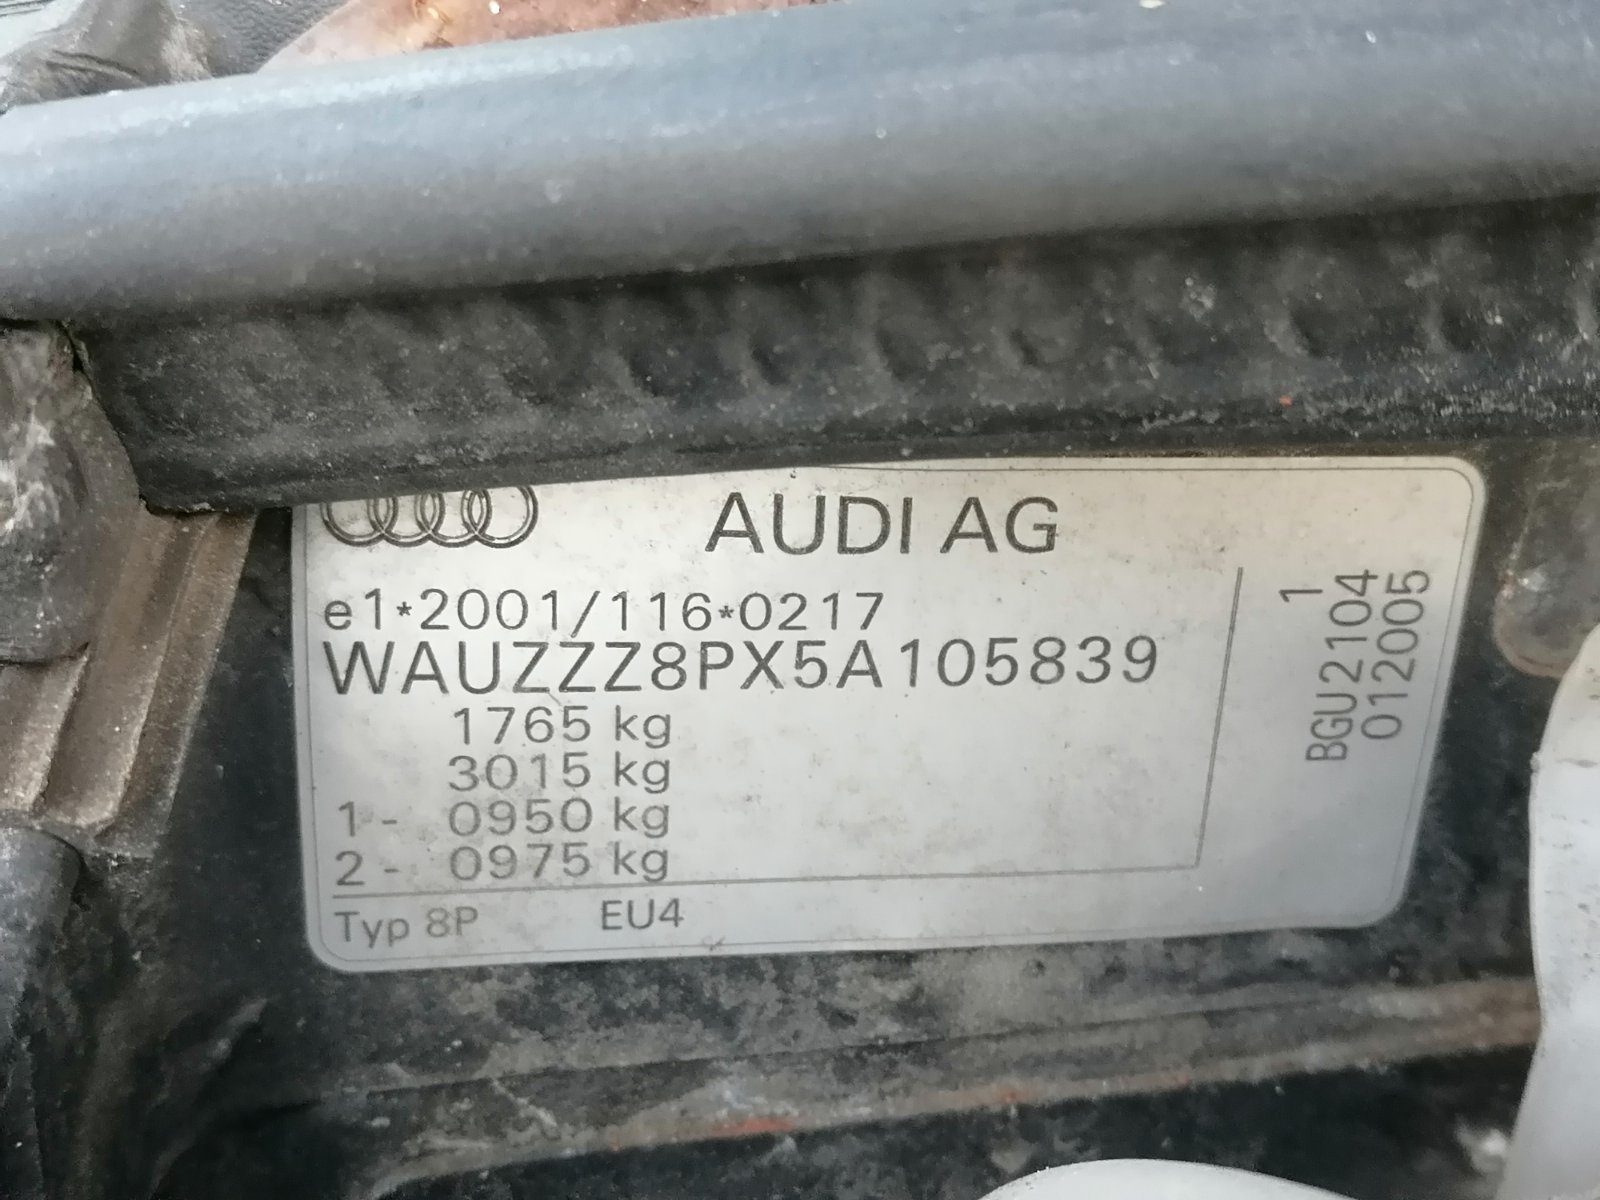 AUDI AG
e1*2001/116*0217
WAUZZZ8PX5A105839
1765 kg
3015 kg
1- 0950 kg
2- 0975 kg
Typ 8P EU4
1
BGU2104
012005